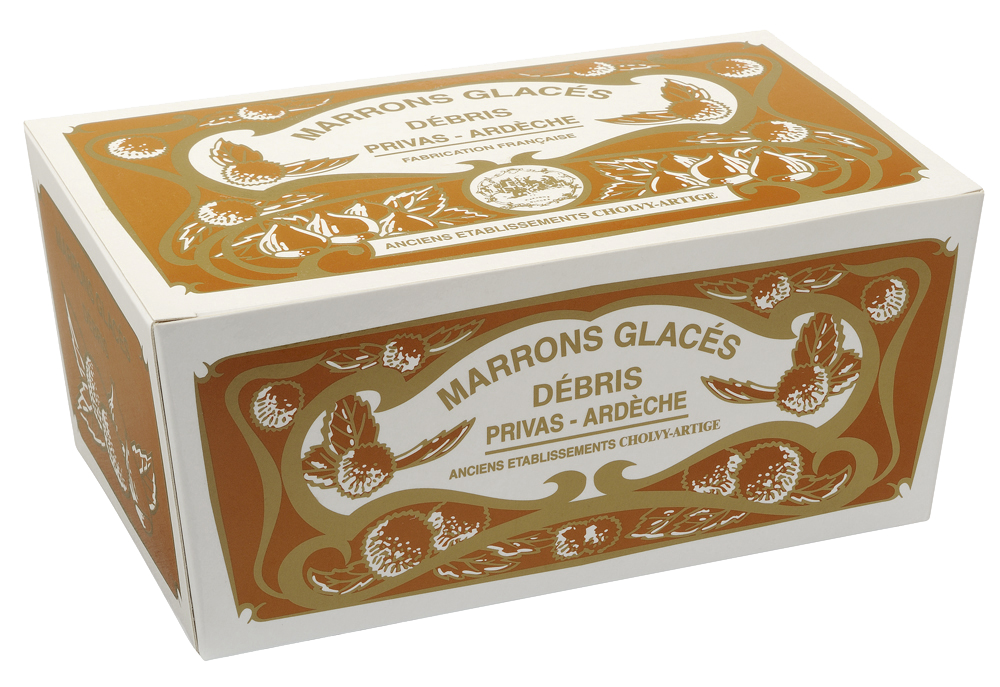 MARRONS GLACÉS
DÉBRIS
PRIVAS - ARDÈCHE
FABRICATION FRANÇAISE
ANCIENS ETABLISSEMENTS CHOLVY-ARTIGE
MARRONS GLACÉS
DÉBRIS
PRIVAS - ARDÈCHE
ANCIENS ETABLISSEMENTS CHOLVY-ARTIGE